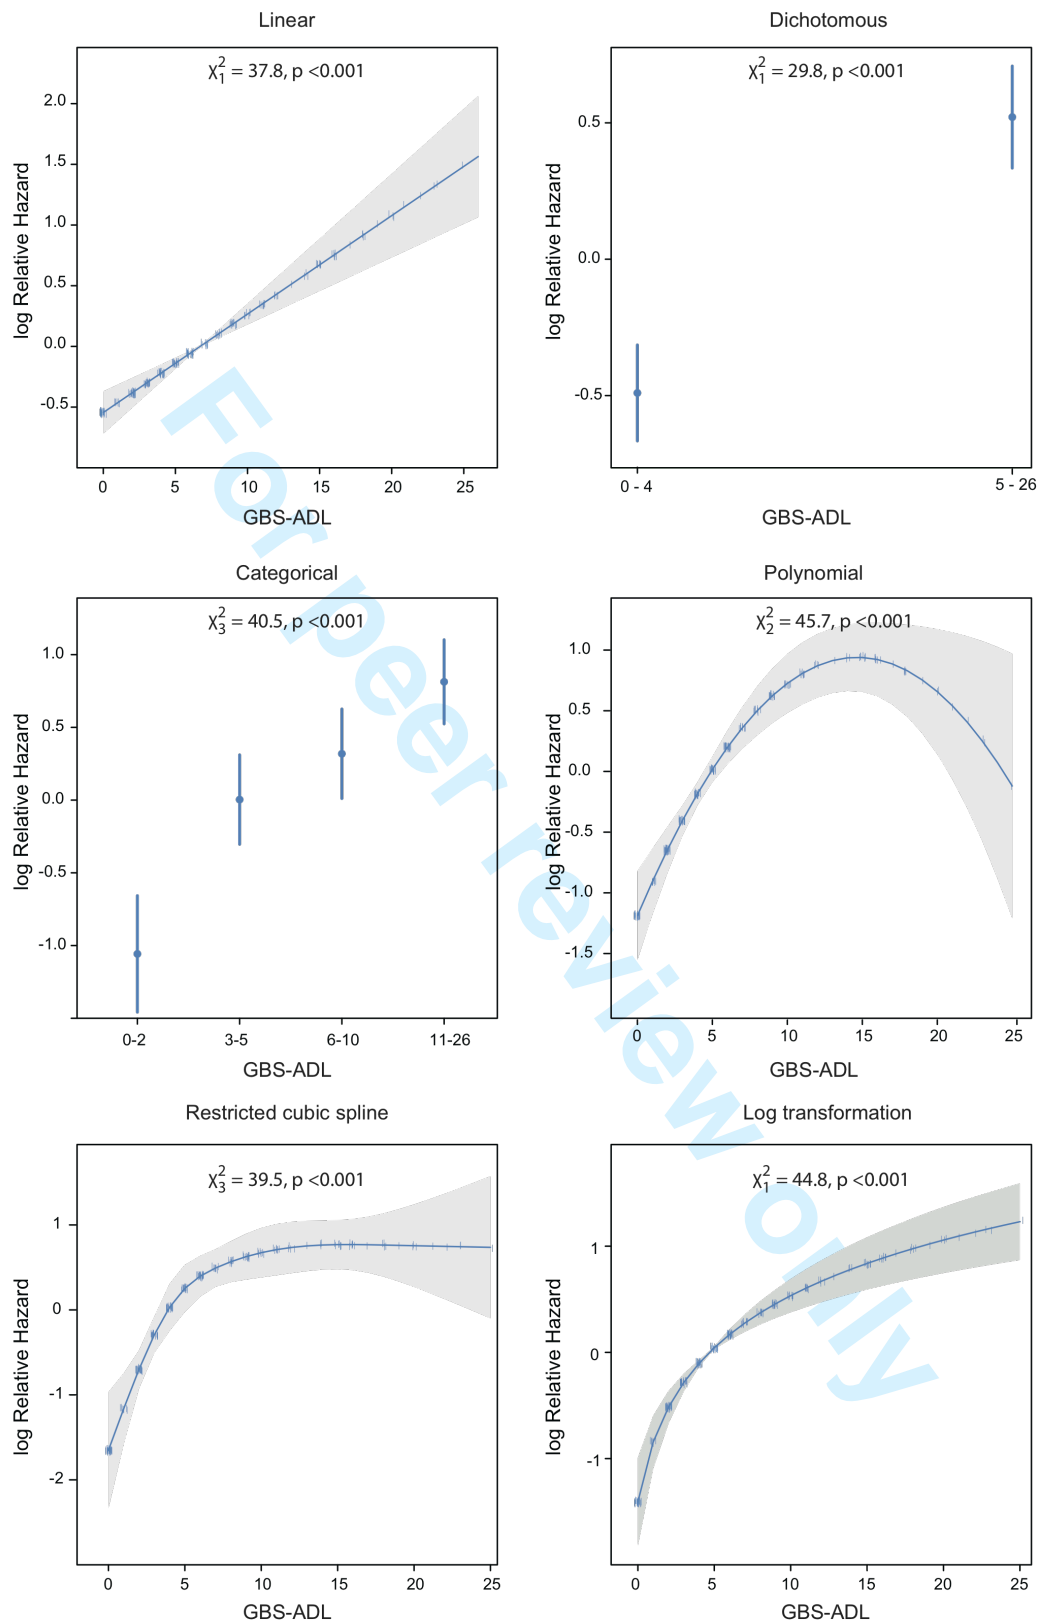 Linear
χ²₁ = 37.8, p <0.001
log Relative Hazard
2.0
1.5
1.0
0.5
0.0
-0.5
0 5 10 15 20 25
GBS-ADL
Dichotomous
χ²₁ = 29.8, p <0.001
log Relative Hazard
0.5
0.0
-0.5
0 - 4 5 - 26
GBS-ADL
Categorical
χ²₃ = 40.5, p <0.001
log Relative Hazard
1.0
0.5
0.0
-0.5
-1.0
0-2 3-5 6-10 11-26
GBS-ADL
Polynomial
χ²₂ = 45.7, p <0.001
log Relative Hazard
1.0
0.5
0.0
-0.5
-1.0
-1.5
0 5 10 15 20 25
GBS-ADL
Restricted cubic spline
χ²₃ = 39.5, p <0.001
log Relative Hazard
1
0
-1
-2
0 5 10 15 20 25
GBS-ADL
Log transformation
χ²₁ = 44.8, p <0.001
log Relative Hazard
1
0
-1
0 5 10 15 20 25
GBS-ADL
For peer review only